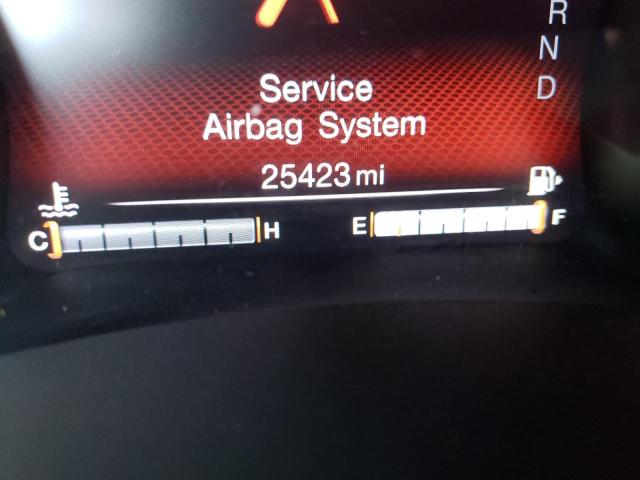 R
N
D
Service
Airbag System
25423 mi
C H E F